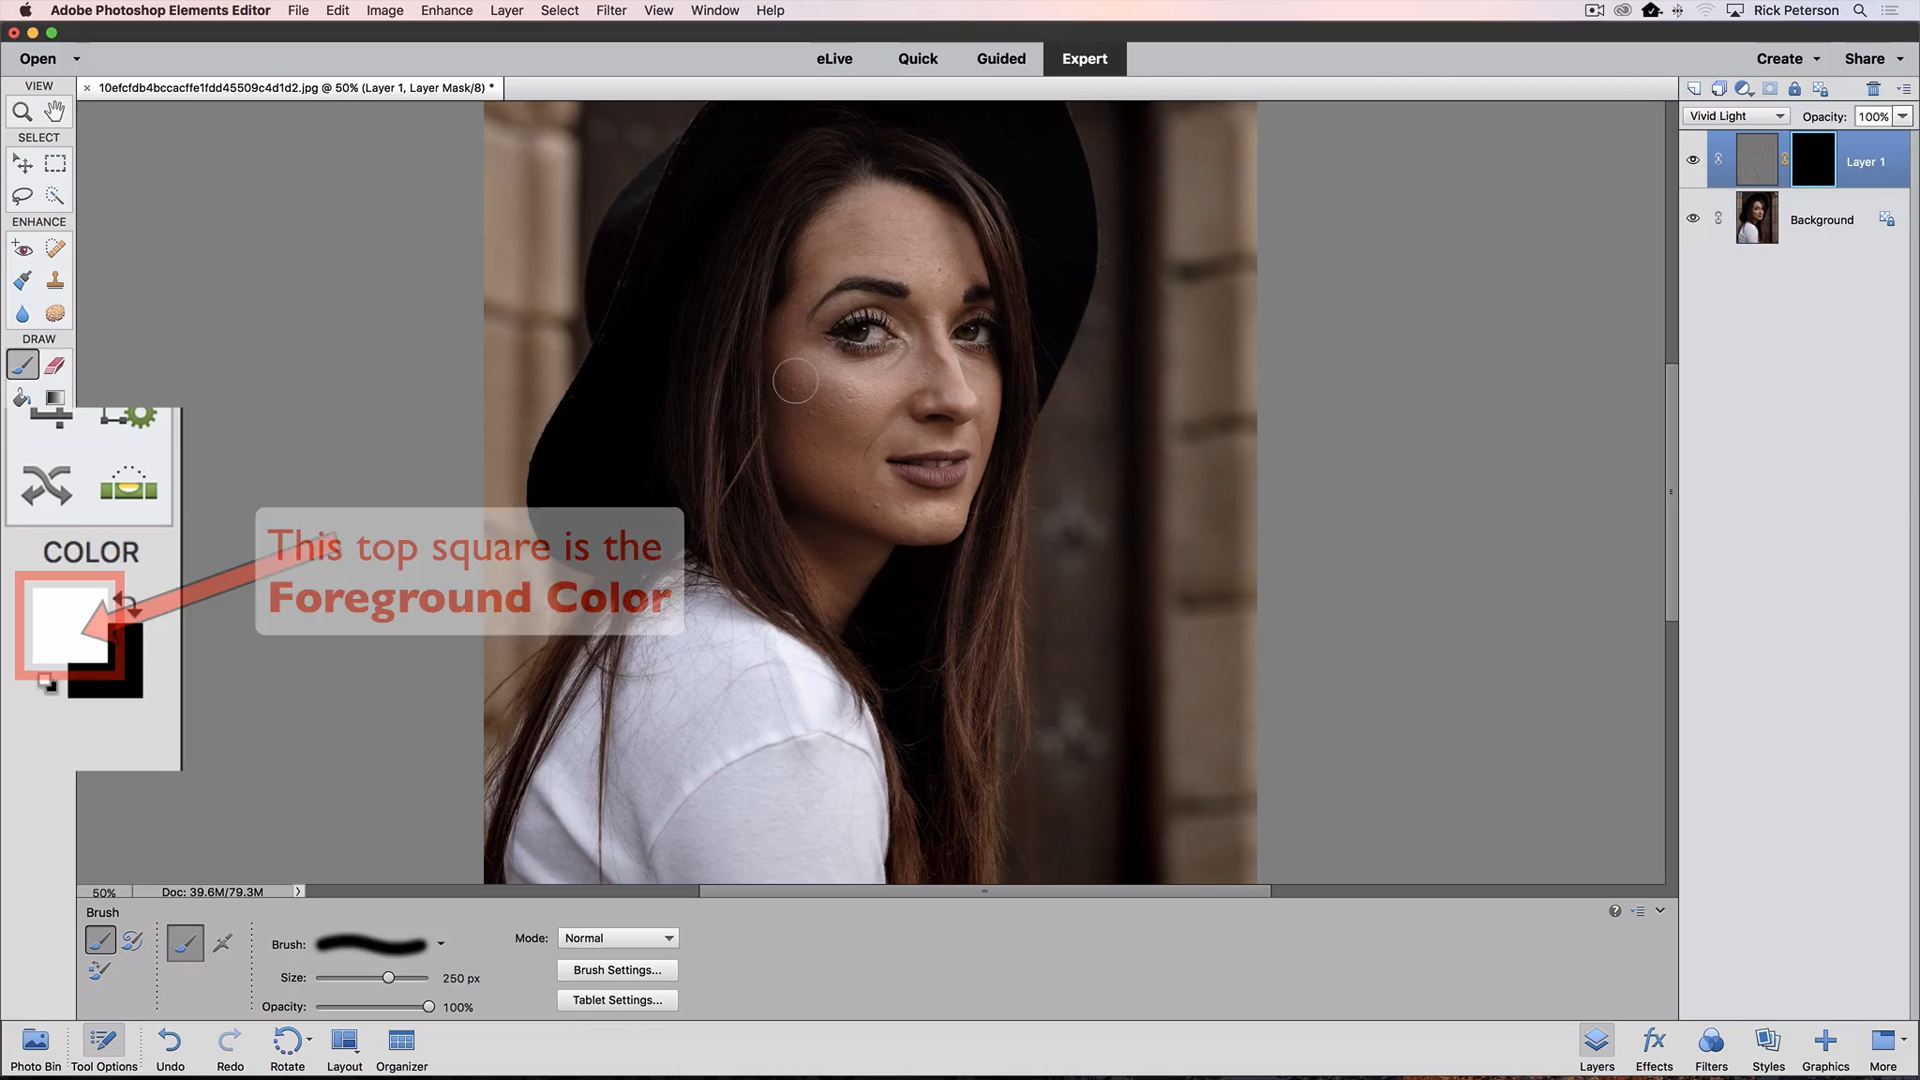 Adobe Photoshop Elements Editor File Edit Image Enhance Layer Select Filter View Window Help Rick Peterson
Open eLive Quick Guided Expert Create Share
VIEW
10efcfdb4bccacffe1fdd45509c4d1d2.jpg @ 50% (Layer 1, Layer Mask/8) *
Vivid Light Opacity: 100%
SELECT
Layer 1
ENHANCE
Background
DRAW
COLOR
This top square is the
Foreground Color
50% Doc: 39.6M/79.3M
Brush
Brush: Mode: Normal
Size: 250 px Brush Settings...
Opacity: 100% Tablet Settings...
Photo Bin Tool Options Undo Redo Rotate Layout Organizer fx
Layers Effects Filters Styles Graphics More